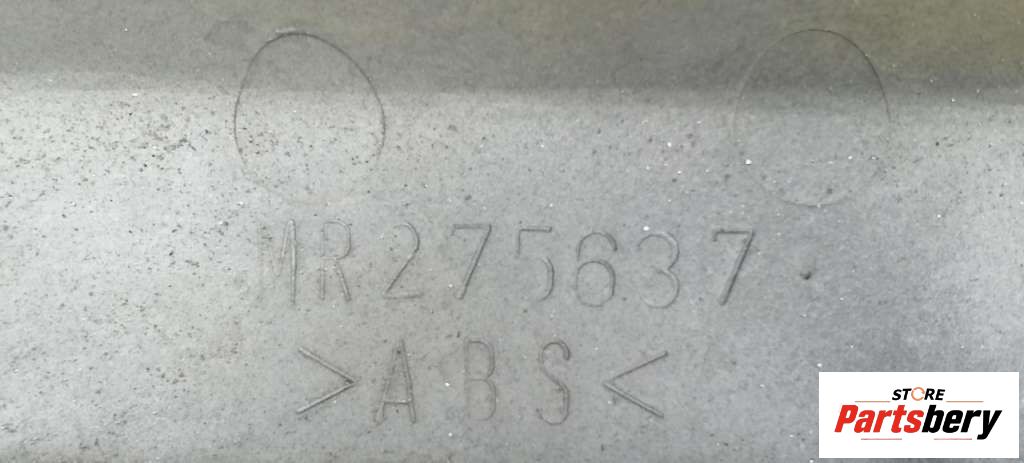 MR275637
>ABS<
STORE
Partsbery